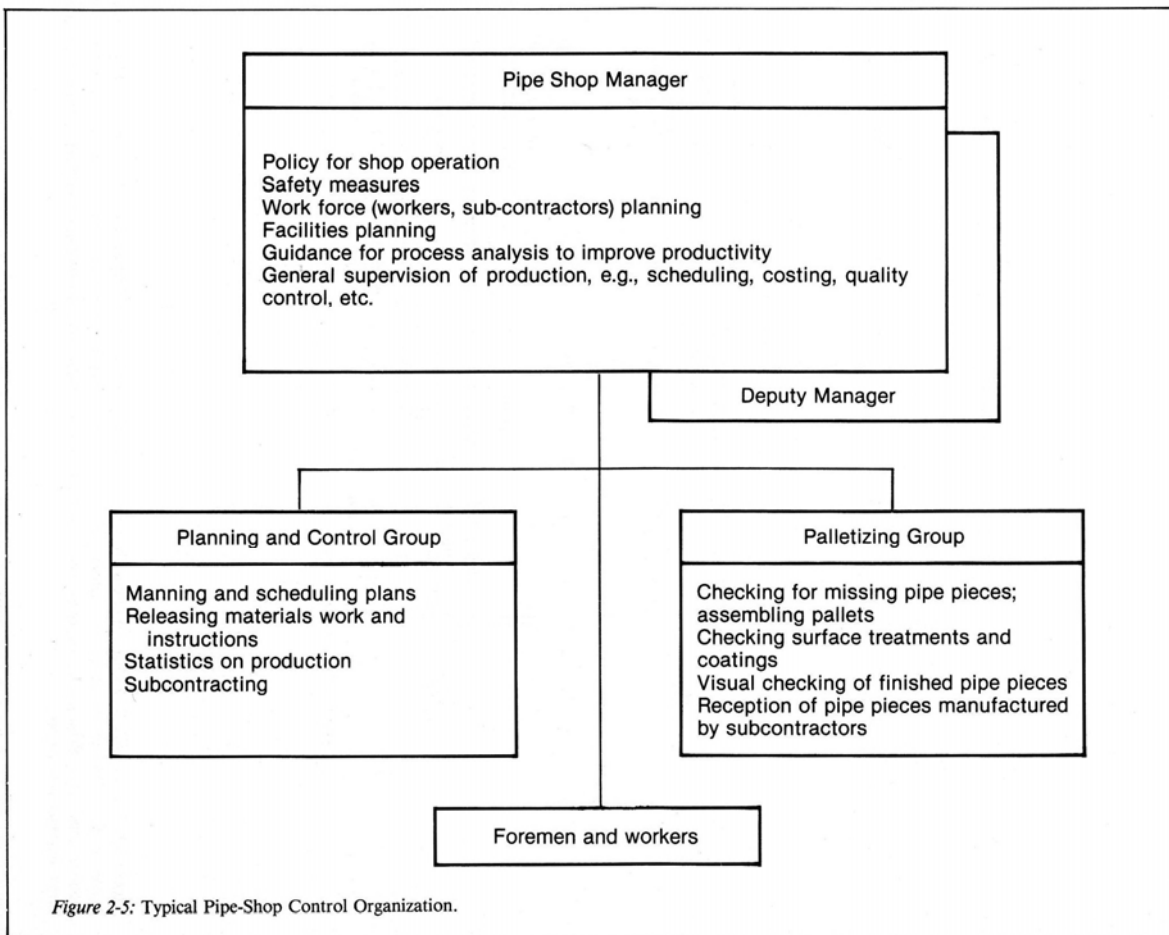 Pipe Shop Manager
Policy for shop operation
Safety measures
Work force (workers, sub-contractors) planning
Facilities planning
Guidance for process analysis to improve productivity
General supervision of production, e.g., scheduling, costing, quality
control, etc.
Deputy Manager
Planning and Control Group
Manning and scheduling plans
Releasing materials work and
instructions
Statistics on production
Subcontracting
Palletizing Group
Checking for missing pipe pieces;
assembling pallets
Checking surface treatments and
coatings
Visual checking of finished pipe pieces
Reception of pipe pieces manufactured
by subcontractors
Foremen and workers
Figure 2-5: Typical Pipe-Shop Control Organization.